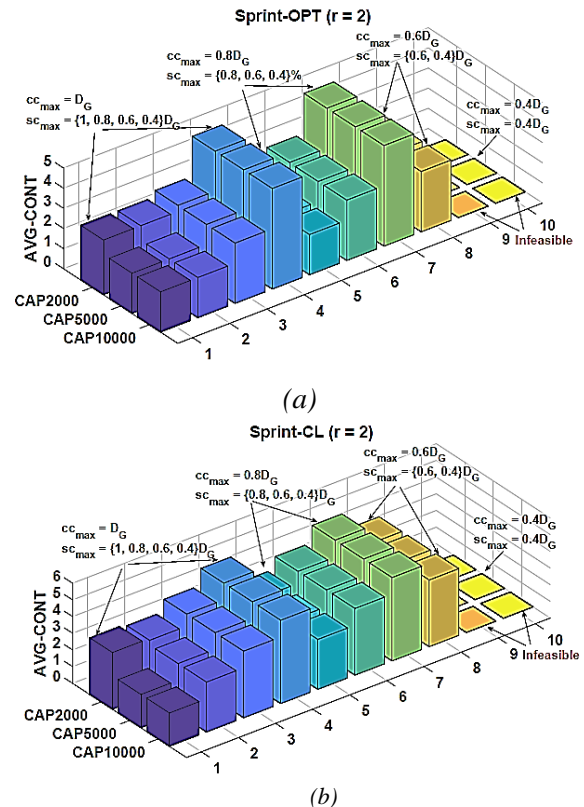 Sprint-OPT (r = 2)
cc_max = 0.6D_G
sc_max = {0.6, 0.4}D_G
cc_max = 0.8D_G
sc_max = {0.8, 0.6, 0.4}%
cc_max = D_G
sc_max = {1, 0.8, 0.6, 0.4}D_G
cc_max = 0.4D_G
sc_max = 0.4D_G
AVG-CONT
5
4
3
2
1
0
CAP2000
CAP5000
CAP10000
1
2
3
4
5
6
7
8
9
10
Infeasible
(a)
Sprint-CL (r = 2)
cc_max = 0.6D_G
sc_max = {0.6, 0.4}D_G
cc_max = 0.8D_G
sc_max = {0.8, 0.6, 0.4}D_G
cc_max = D_G
sc_max = {1, 0.8, 0.6, 0.4}D_G
cc_max = 0.4D_G
sc_max = 0.4D_G
AVG-CONT
6
5
4
3
2
1
0
CAP2000
CAP5000
CAP10000
1
2
3
4
5
6
7
8
9
10
Infeasible
(b)